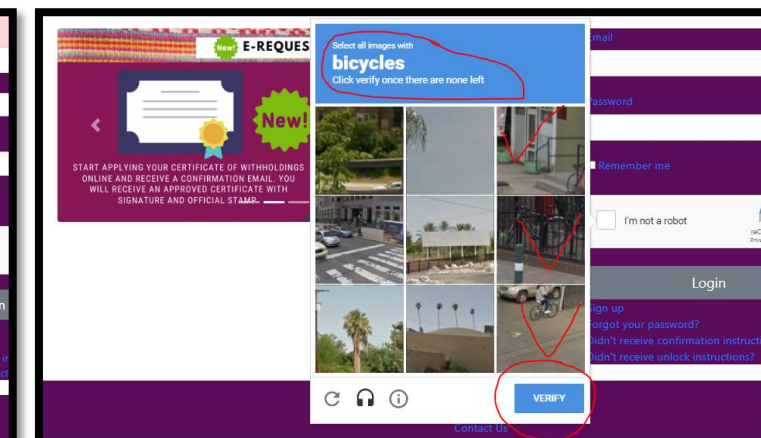 New!
E-REQUES
New!
START APPLYING YOUR CERTIFICATE OF WITHHOLDINGS
ONLINE AND RECEIVE A CONFIRMATION EMAIL. YOU
WILL RECEIVE AN APPROVED CERTIFICATE WITH
SIGNATURE AND OFFICIAL STAMP.
Select all images with
bicycles
Click verify once there are none left
VERIFY
Email
Password
Remember me
I'm not a robot
Login
Sign up
Forgot your password?
Didn't receive confirmation instructi
Didn't receive unlock instructions?
Contact Us